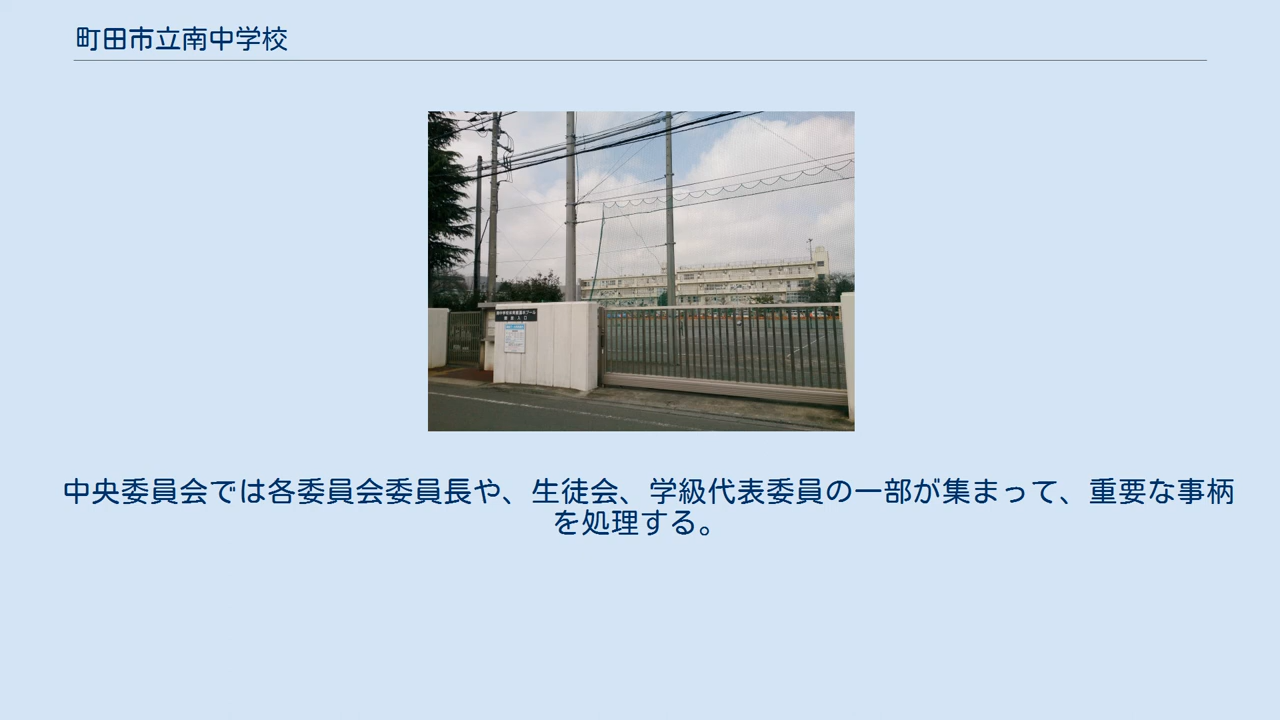 町田市立南中学校
中央委員会では各委員会委員長や、生徒会、学級代表委員の一部が集まって、重要な事柄
を処理する。